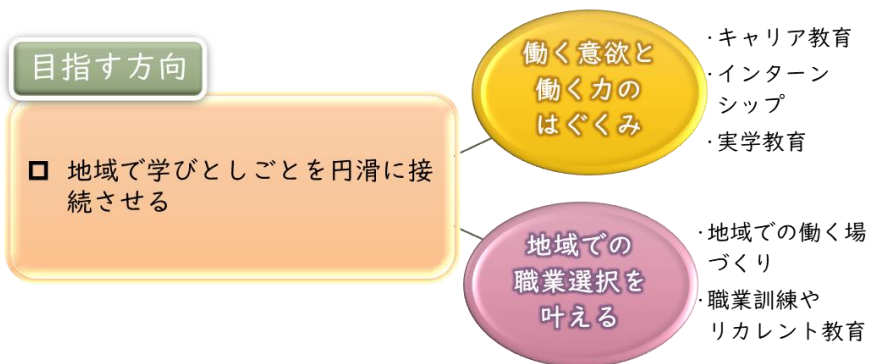 目指す方向
□ 地域で学びとしごとを円滑に接
続させる
働く意欲と
働く力の
はぐくみ
・キャリア教育
・インターン
シップ
・実学教育
地域での
職業選択を
叶える
・地域での働く場
づくり
・職業訓練や
リカレント教育